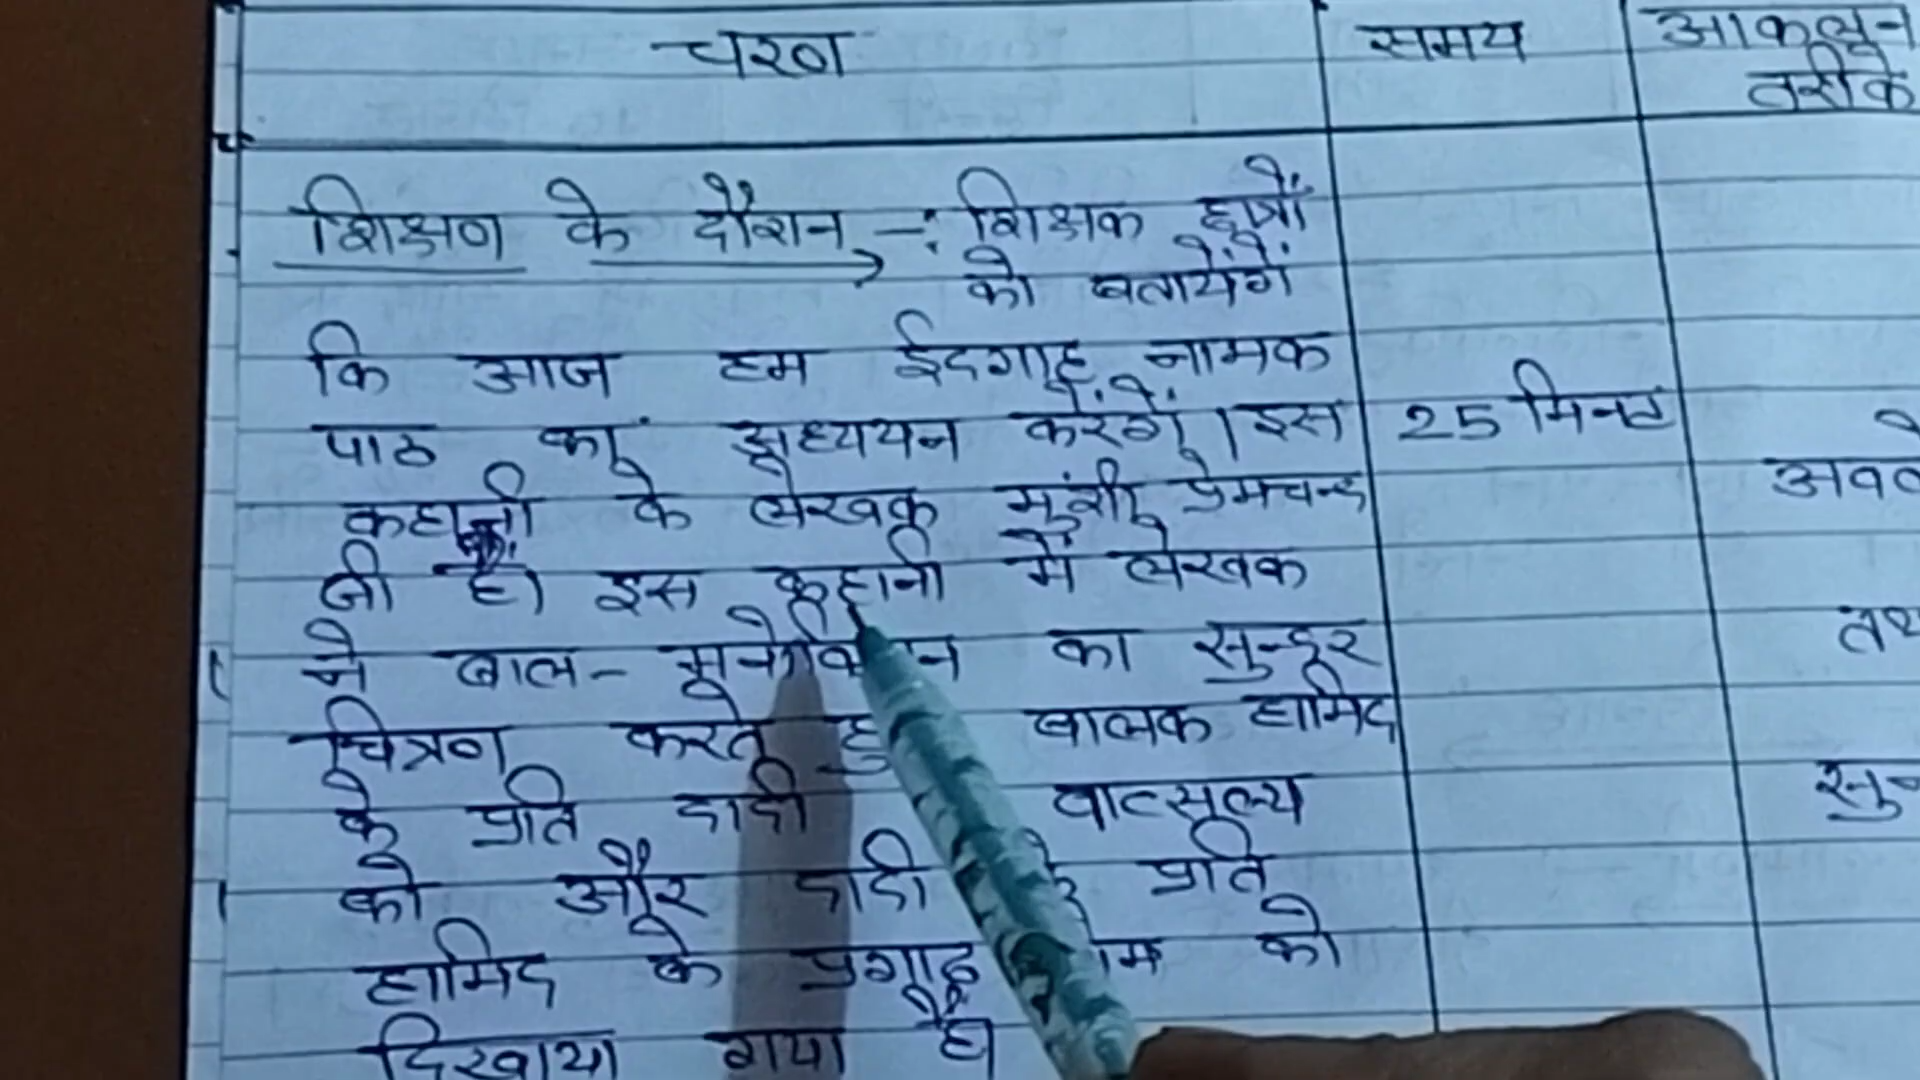 चरण समय आकलन
तरीके
शिक्षण के दौरान -: शिक्षक छात्रों
को बतायेंगें
कि आज हम ईदगाह नामक
पाठ का अध्ययन करेंगें। इस 25 मिनट
कहानी के लेखक मुंशी प्रेमचन्द
जी हैं। इस कहानी में लेखक
ने बाल- का सुन्दर
चित्रण करते बालक हामिद
के प्रति दादी वात्सल्य
को और दादी प्रति
हामिद के प्रगाढ़ को
दिखाया गया है।